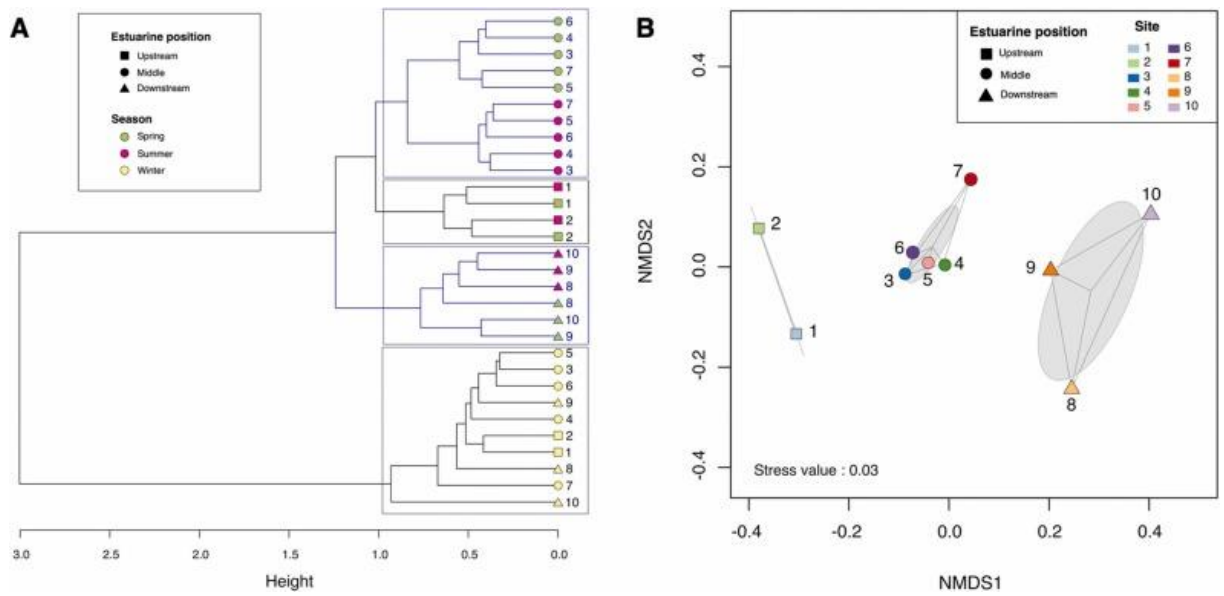 A
Estuarine position
Upstream
Middle
Downstream
Season
Spring
Summer
Winter
6
4
3
7
5
7
5
6
4
3
1
1
2
2
10
9
8
8
10
9
5
3
6
9
4
2
1
8
7
10
3.0 2.5 2.0 1.5 1.0 0.5 0.0
Height
B
Estuarine position
Upstream
Middle
Downstream
Site
1 6
2 7
3 8
4 9
5 10
NMDS2
0.4
0.2
0.0
-0.2
-0.4
7
10
2
6
9
3
5
4
1
8
Stress value : 0.03
-0.4 -0.2 0.0 0.2 0.4
NMDS1